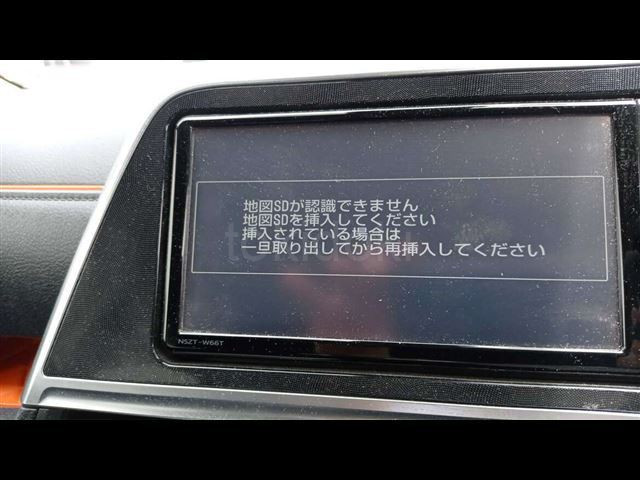 地図SDが認識できません
地図SDを挿入してください
挿入されている場合は
一旦取り出してから再挿入してください
NSZT-W66T